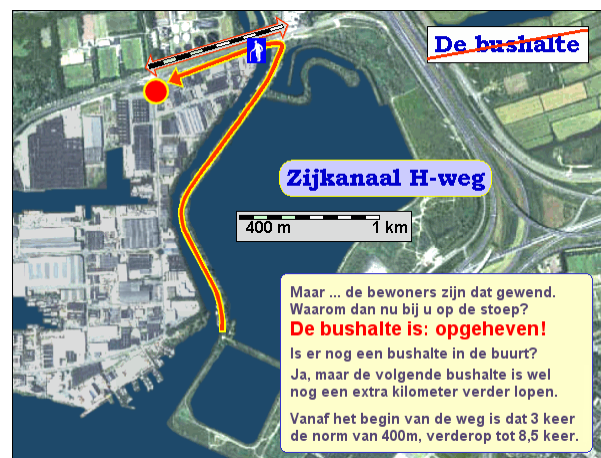 De bushalte
Zijkanaal H-weg
400 m 1 km
Maar ... de bewoners zijn dat gewend.
Waarom dan nu bij u op de stoep?
De bushalte is: opgeheven!
Is er nog een bushalte in de buurt?
Ja, maar de volgende bushalte is wel
nog een extra kilometer verder lopen.
Vanaf het begin van de weg is dat 3 keer
de norm van 400m, verderop tot 8,5 keer.